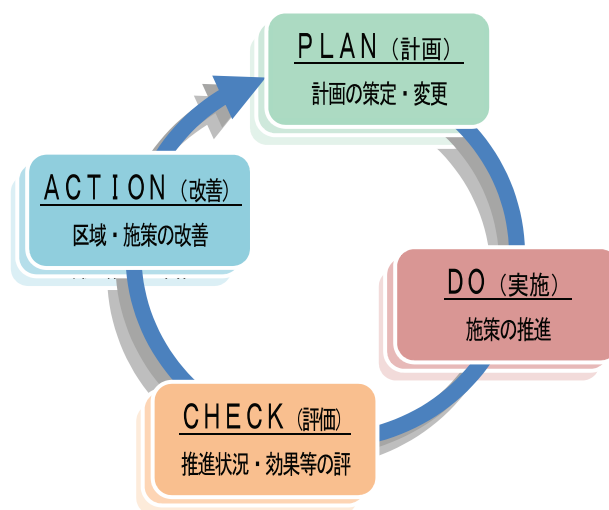 PLAN（計画）
計画の策定・変更
ACTION（改善）
区域・施策の改善
DO（実施）
施策の推進
CHECK（評価）
推進状況・効果等の評